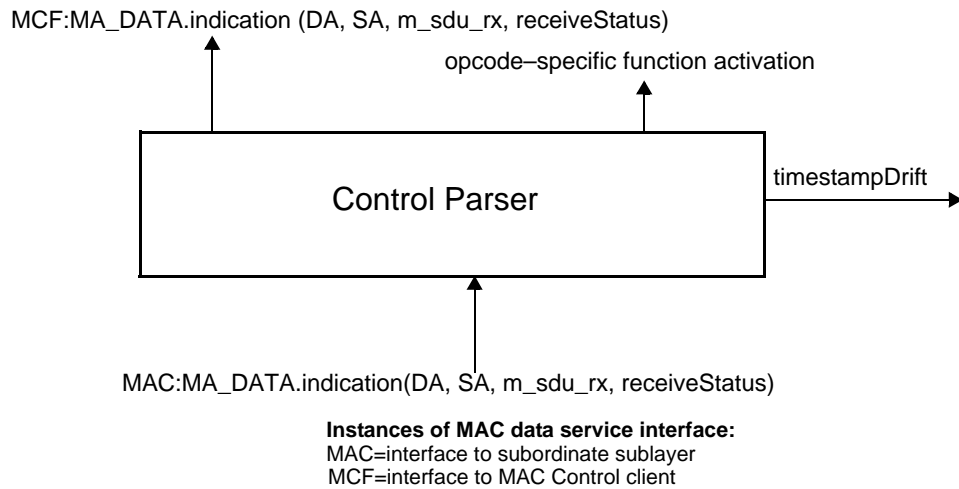 MCF:MA_DATA.indication (DA, SA, m_sdu_rx, receiveStatus)
opcode–specific function activation
timestampDrift
Control Parser
MAC:MA_DATA.indication(DA, SA, m_sdu_rx, receiveStatus)
Instances of MAC data service interface:
MAC=interface to subordinate sublayer
MCF=interface to MAC Control client